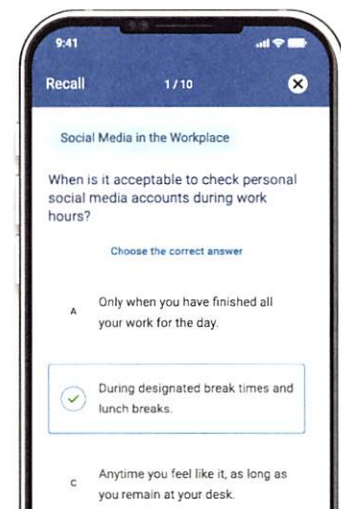 9:41
Recall
1/10
Social Media in the Workplace
When is it acceptable to check personal
social media accounts during work
hours?
Choose the correct answer
A
Only when you have finished all
your work for the day.
During designated break times and
lunch breaks.
C
Anytime you feel like it, as long as
you remain at your desk.